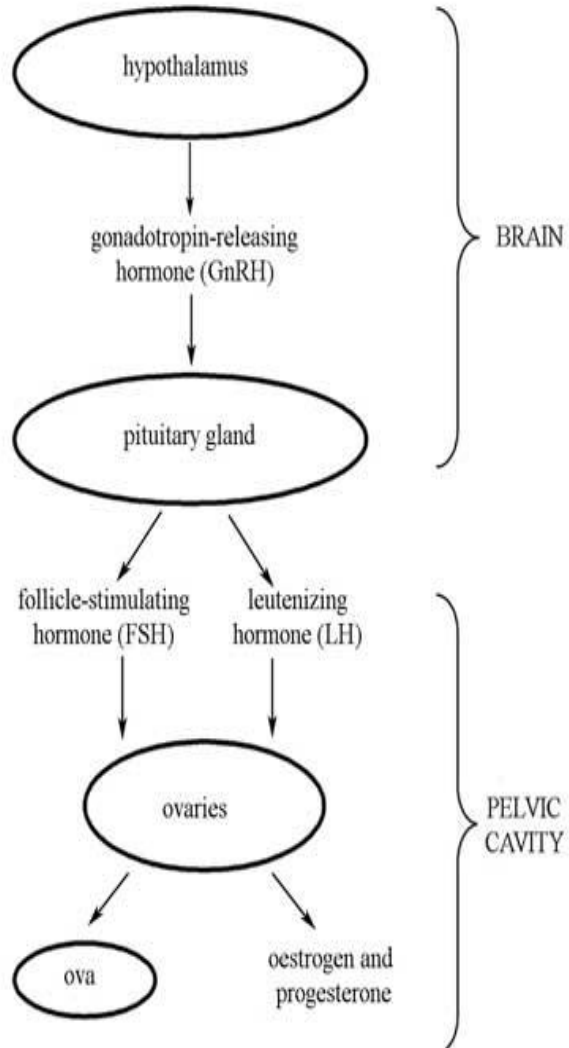 hypothalamus
gonadotropin-releasing
hormone (GnRH)
BRAIN
pituitary gland
follicle-stimulating
hormone (FSH)
leutenizing
hormone (LH)
ovaries
PELVIC
CAVITY
ova
oestrogen and
progesterone